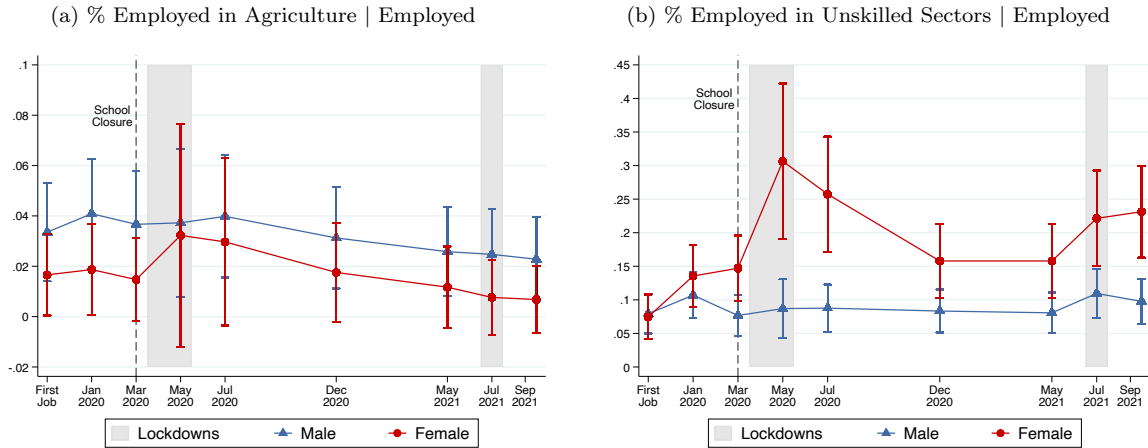 (a) % Employed in Agriculture | Employed
.1
.08
.06
.04
.02
0
-.02
School
Closure
First
Job
Jan
2020
Mar
2020
May
2020
Jul
2020
Dec
2020
May
2021
Jul
2021
Sep
2021
Lockdowns
Male
Female
(b) % Employed in Unskilled Sectors | Employed
.45
.4
.35
.3
.25
.2
.15
.1
.05
0
School
Closure
First
Job
Jan
2020
Mar
2020
May
2020
Jul
2020
Dec
2020
May
2021
Jul
2021
Sep
2021
Lockdowns
Male
Female